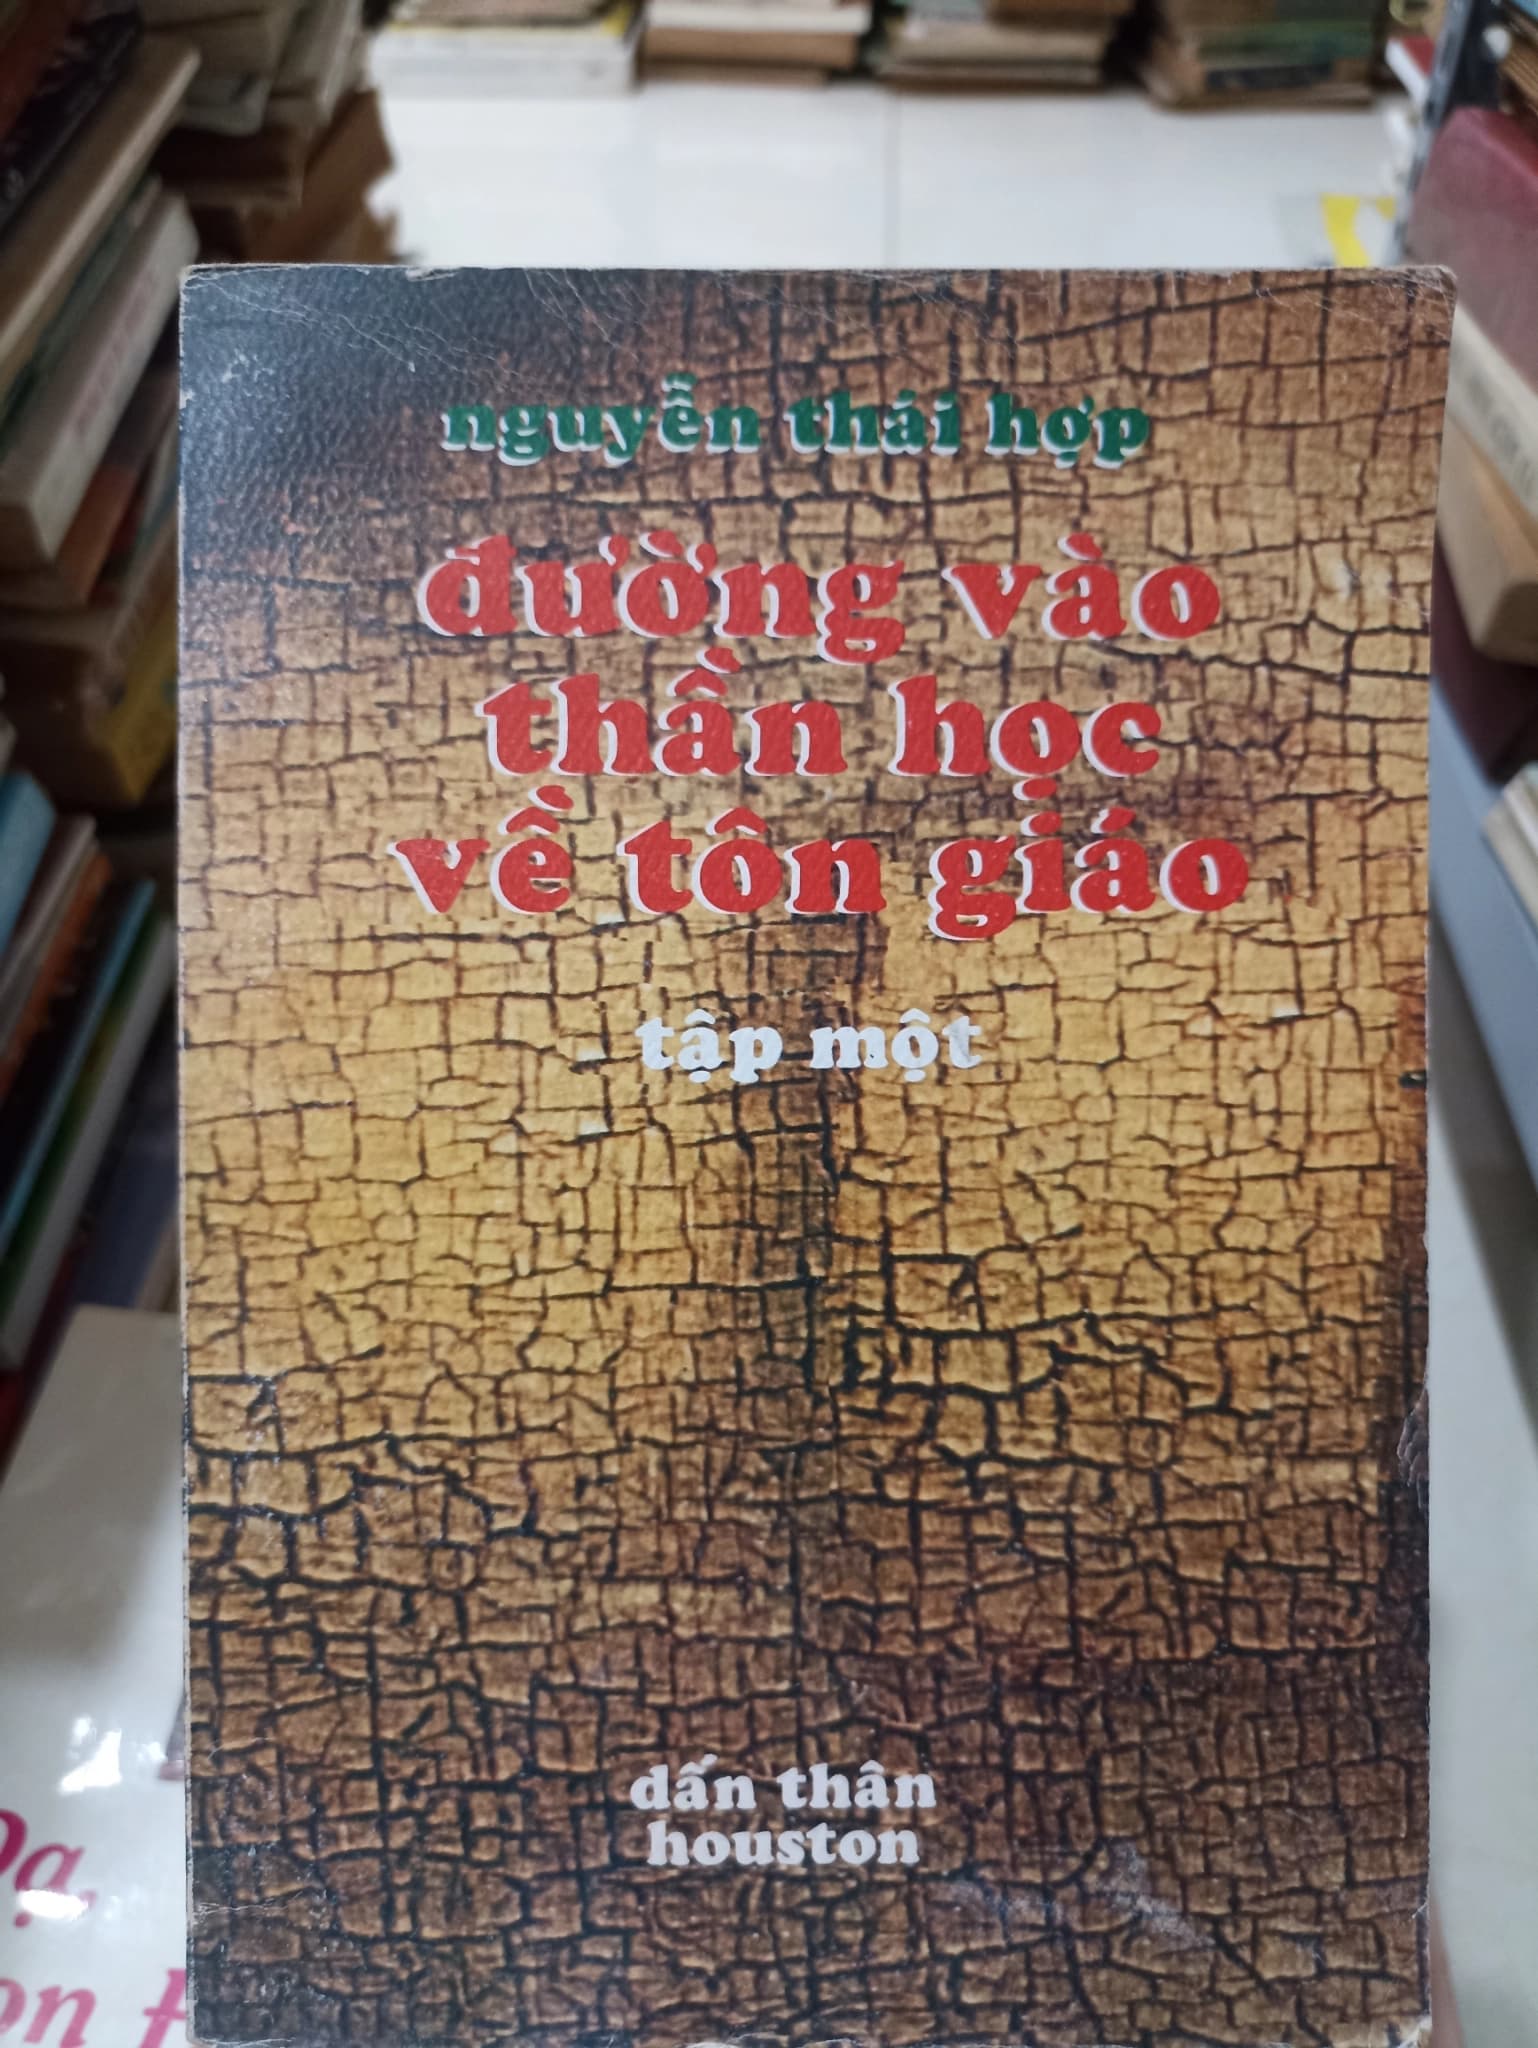 nguyễn thái hợp
đường vào
thần học
về tôn giáo
tập một
dấn thân
houston